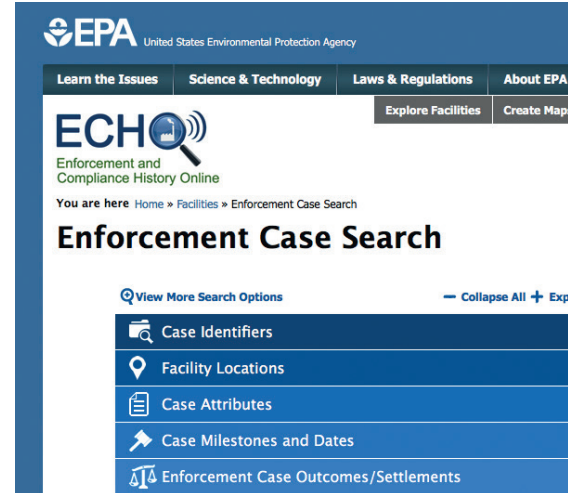 EPA United States Environmental Protection Agency
Learn the Issues Science & Technology Laws & Regulations About EPA
Explore Facilities Create Maps
ECHO
Enforcement and
Compliance History Online
You are here Home » Facilities » Enforcement Case Search
Enforcement Case Search
View More Search Options — Collapse All + Exp
Case Identifiers
Facility Locations
Case Attributes
Case Milestones and Dates
Enforcement Case Outcomes/Settlements